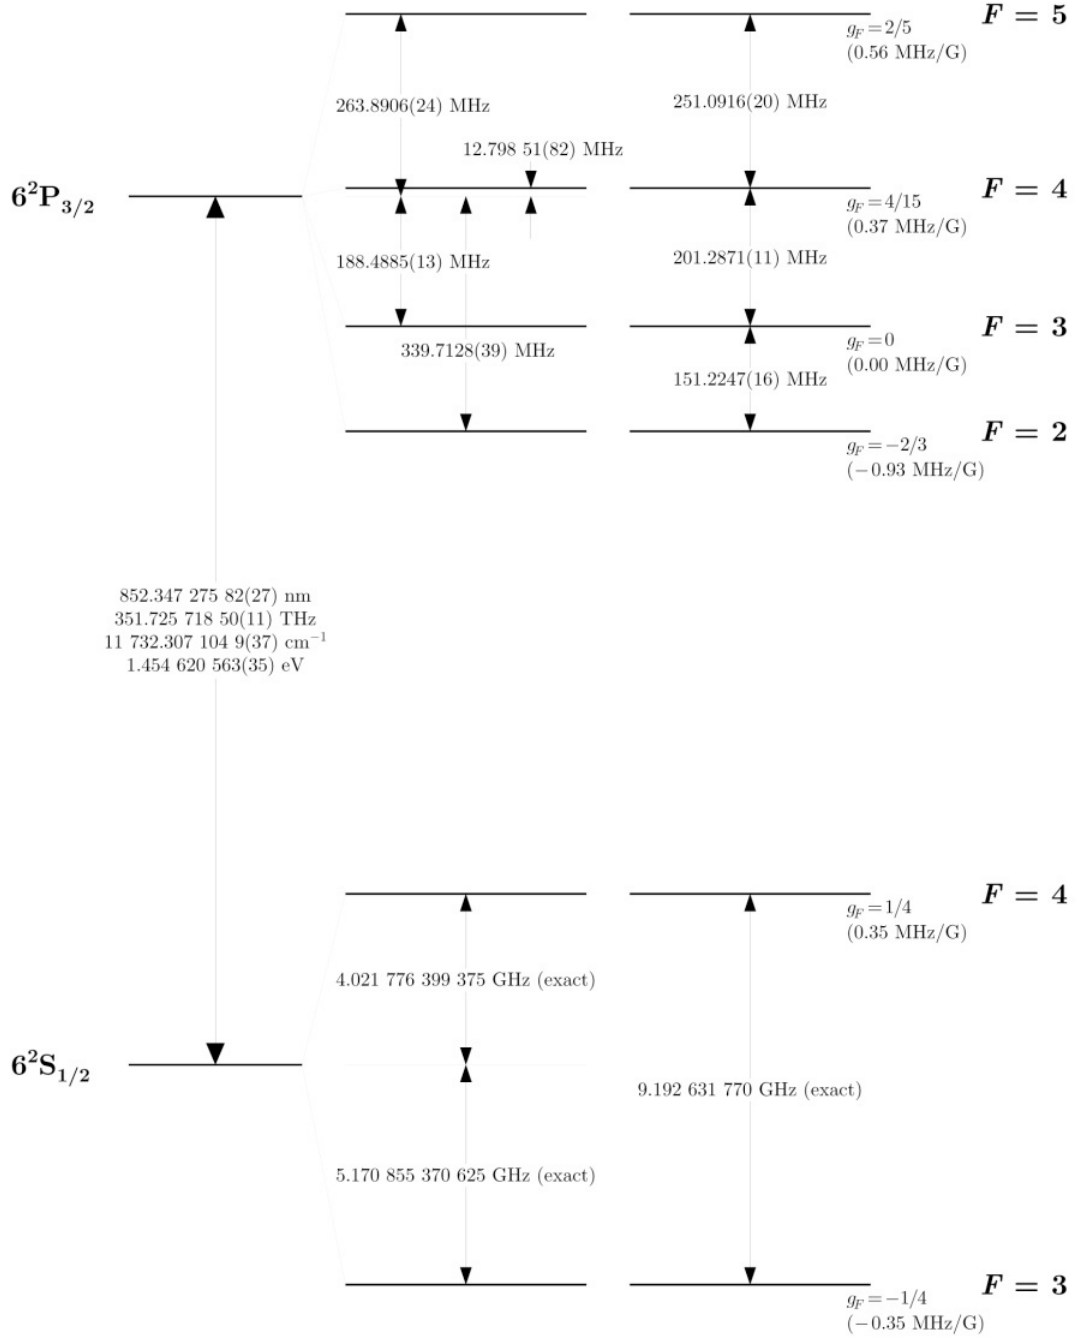 F = 5
g_F = 2/5
(0.56 MHz/G)
263.8906(24) MHz
251.0916(20) MHz
12.798 51(82) MHz
6²P₃/₂
F = 4
g_F = 4/15
(0.37 MHz/G)
188.4885(13) MHz
201.2871(11) MHz
F = 3
g_F = 0
(0.00 MHz/G)
339.7128(39) MHz
151.2247(16) MHz
F = 2
g_F = −2/3
(−0.93 MHz/G)
852.347 275 82(27) nm
351.725 718 50(11) THz
11 732.307 104 9(37) cm⁻¹
1.454 620 563(35) eV
F = 4
g_F = 1/4
(0.35 MHz/G)
4.021 776 399 375 GHz (exact)
6²S₁/₂
9.192 631 770 GHz (exact)
5.170 855 370 625 GHz (exact)
F = 3
g_F = −1/4
(−0.35 MHz/G)